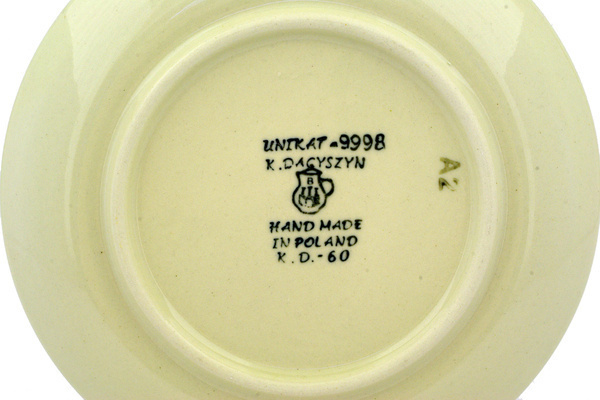 UNIKAT-9998
K.DACYSZYN
B
HAND MADE
IN POLAND
K.D.-60
A2